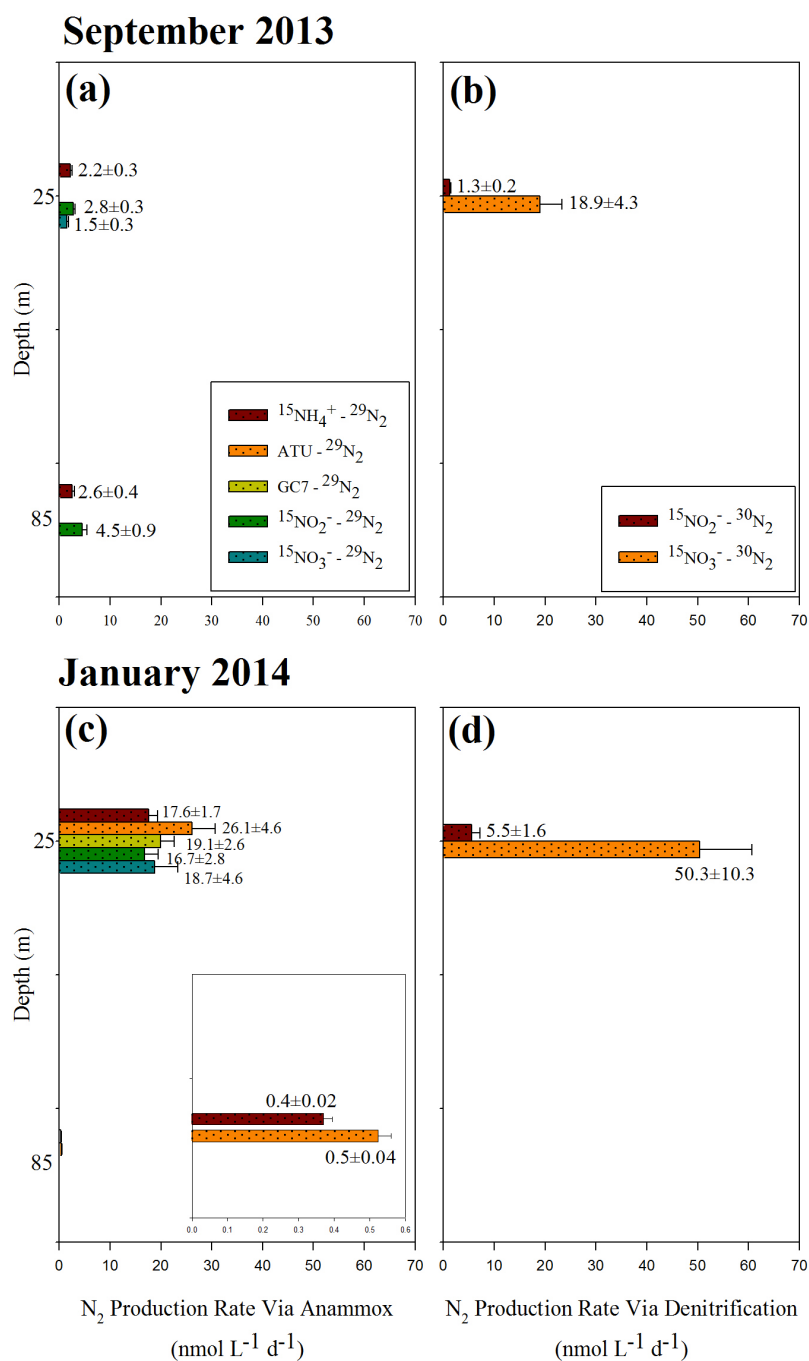 September 2013
(a)
2.2±0.3
25
2.8±0.3
1.5±0.3
Depth (m)
¹⁵NH₄⁺ - ²⁹N₂
ATU - ²⁹N₂
GC7 - ²⁹N₂
¹⁵NO₂⁻ - ²⁹N₂
¹⁵NO₃⁻ - ²⁹N₂
2.6±0.4
85
4.5±0.9
0 10 20 30 40 50 60 70
(b)
1.3±0.2
18.9±4.3
¹⁵NO₂⁻ - ³⁰N₂
¹⁵NO₃⁻ - ³⁰N₂
0 10 20 30 40 50 60 70
January 2014
(c)
17.6±1.7
26.1±4.6
25
19.1±2.6
16.7±2.8
18.7±4.6
Depth (m)
0.4±0.02
0.5±0.04
85
0.0 0.1 0.2 0.3 0.4 0.5 0.6
0 10 20 30 40 50 60 70
N₂ Production Rate Via Anammox
(nmol L⁻¹ d⁻¹)
(d)
5.5±1.6
50.3±10.3
0 10 20 30 40 50 60 70
N₂ Production Rate Via Denitrification
(nmol L⁻¹ d⁻¹)